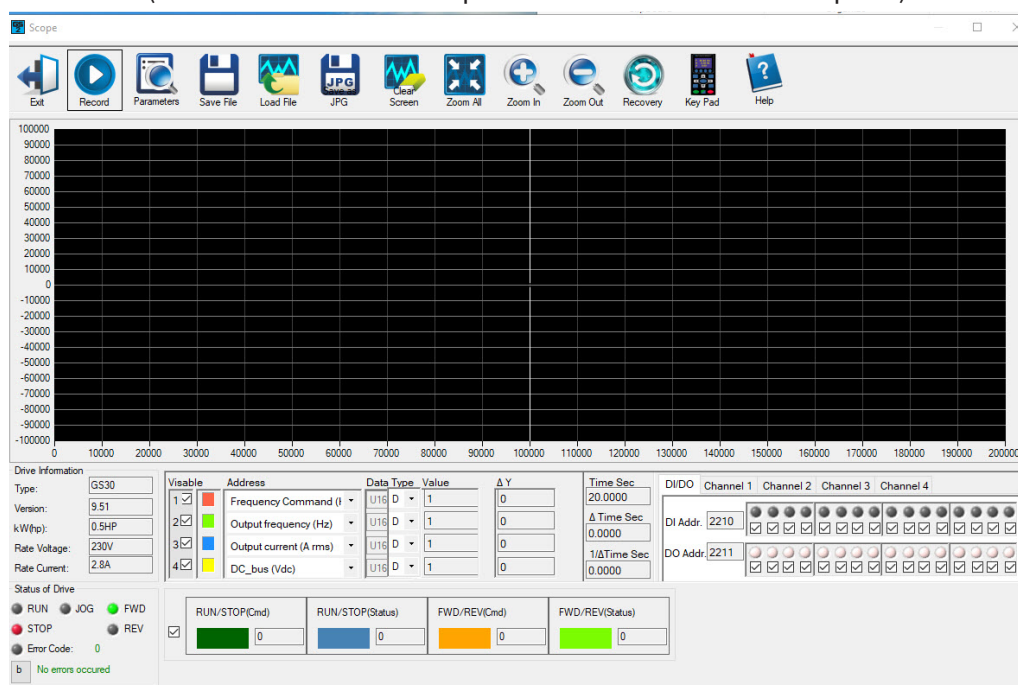 Scope
Exit Record Parameters Save File Load File JPG Save as JPG Clear Screen Zoom All Zoom In Zoom Out Recovery Key Pad Help
100000
90000
80000
70000
60000
50000
40000
30000
20000
10000
0
-10000
-20000
-30000
-40000
-50000
-60000
-70000
-80000
-90000
-100000
0 10000 20000 30000 40000 50000 60000 70000 80000 90000 100000 110000 120000 130000 140000 150000 160000 170000 180000 190000 200000
Drive Information
Type: GS30
Version: 9.51
kW(hp): 0.5HP
Rate Voltage: 230V
Rate Current: 2.8A
Visable Address Data Type Value Δ Y
1 Frequency Command (H U16 D 1 0
2 Output frequency (Hz) U16 D 1 0
3 Output current (A rms) U16 D 1 0
4 DC_bus (Vdc) U16 D 1 0
Time Sec
20.0000
Δ Time Sec
0.0000
1/ΔTime Sec
0.0000
DI/DO Channel 1 Channel 2 Channel 3 Channel 4
DI Addr. 2210
DO Addr. 2211
Status of Drive
RUN JOG FWD
STOP REV
Error Code: 0
b No errors occured
RUN/STOP(Cmd) RUN/STOP(Status) FWD/REV(Cmd) FWD/REV(Status)
0 0 0 0